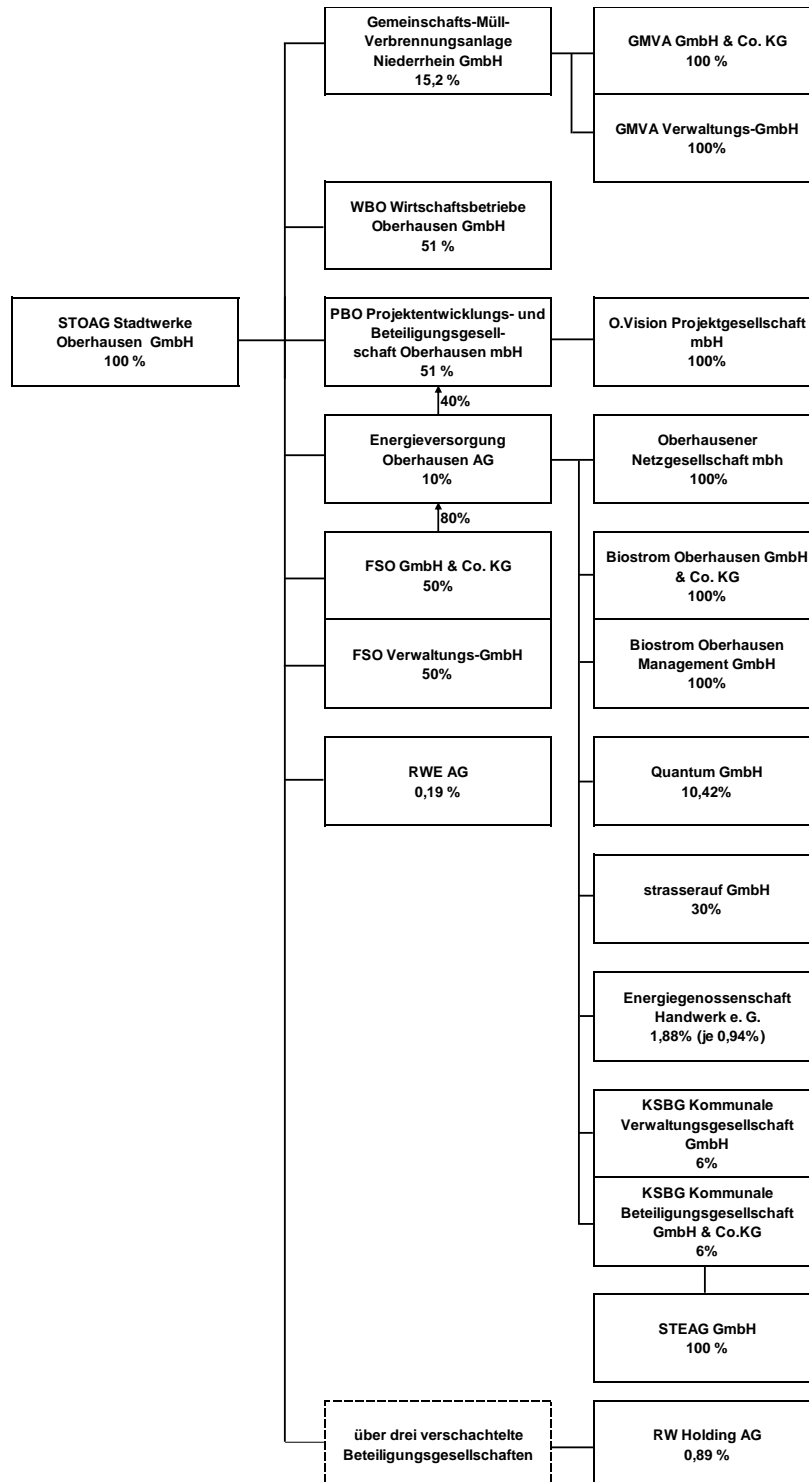 Gemeinschafts-Müll-
Verbrennungsanlage
Niederrhein GmbH
15,2 %
GMVA GmbH & Co. KG
100 %
GMVA Verwaltungs-GmbH
100%
WBO Wirtschaftsbetriebe
Oberhausen GmbH
51 %
STOAG Stadtwerke
Oberhausen GmbH
100 %
PBO Projektentwicklungs- und
Beteiligungsgesell-
schaft Oberhausen mbH
51 %
O.Vision Projektgesellschaft
mbH
100%
40%
Energieversorgung
Oberhausen AG
10%
Oberhausener
Netzgesellschaft mbh
100%
80%
FSO GmbH & Co. KG
50%
Biostrom Oberhausen GmbH
& Co. KG
100%
FSO Verwaltungs-GmbH
50%
Biostrom Oberhausen
Management GmbH
100%
RWE AG
0,19 %
Quantum GmbH
10,42%
strasserauf GmbH
30%
Energiegenossenschaft
Handwerk e. G.
1,88% (je 0,94%)
KSBG Kommunale
Verwaltungsgesellschaft
GmbH
6%
KSBG Kommunale
Beteiligungsgesellschaft
GmbH & Co.KG
6%
STEAG GmbH
100 %
über drei verschachtelte
Beteiligungsgesellschaften
RW Holding AG
0,89 %